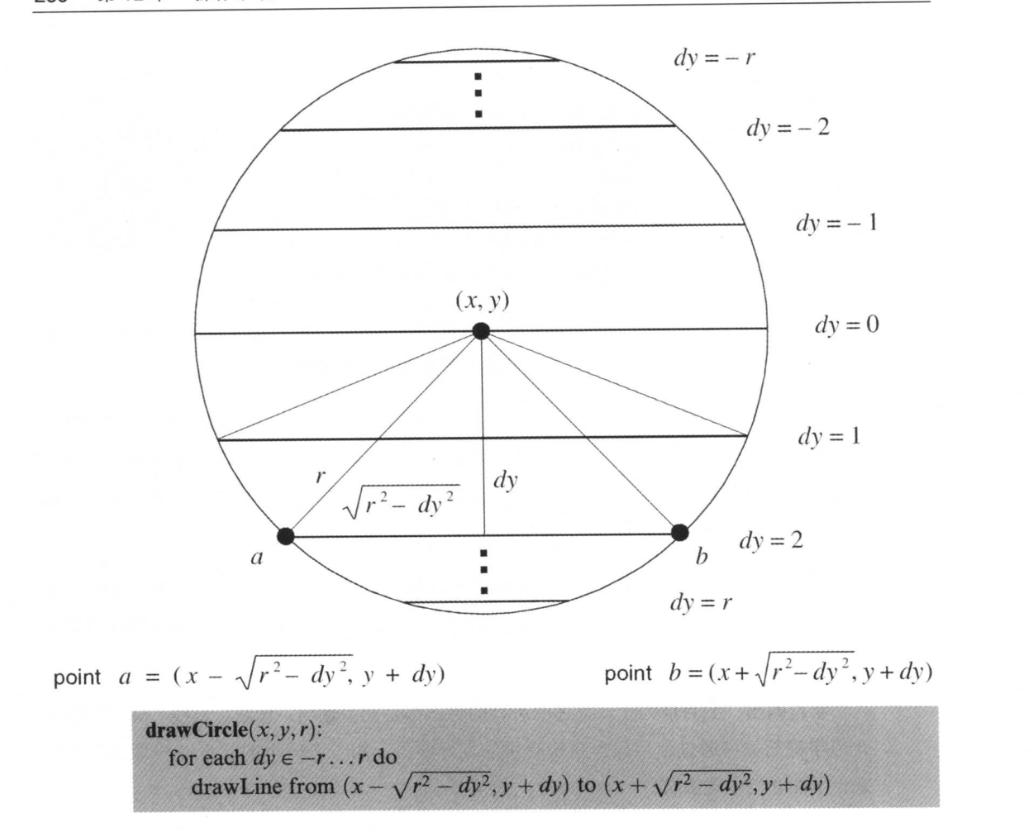 dy = – r
dy = – 2
dy = – 1
(x, y)
dy = 0
dy = 1
r
√r² – dy²
dy
a
b
dy = 2
dy = r
point a = (x – √r² – dy², y + dy)
point b = (x + √r² – dy², y + dy)
drawCircle(x, y, r):
for each dy ∈ –r…r do
drawLine from (x – √r² – dy², y + dy) to (x + √r² – dy², y + dy)